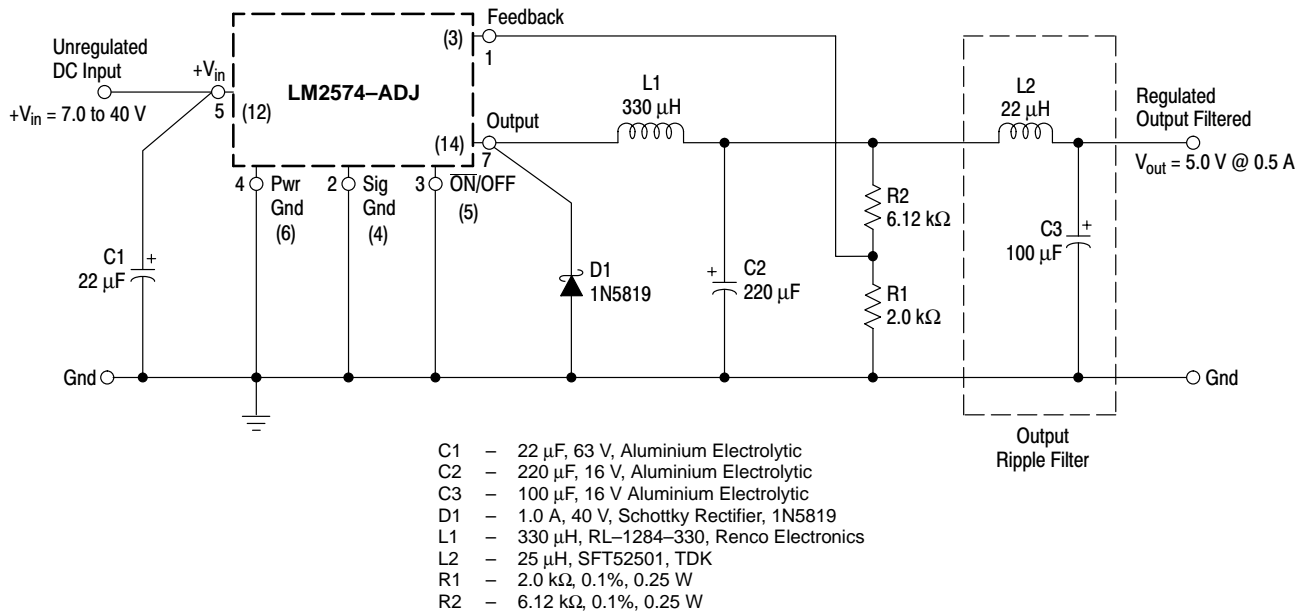 Feedback
(3)
1
Unregulated
DC Input
+Vin
LM2574–ADJ
L1
330 μH
L2
22 μH
Regulated
Output Filtered
+Vin = 7.0 to 40 V
5
(12)
Output
(14)
7
Vout = 5.0 V @ 0.5 A
4
Pwr
Gnd
(6)
2
Sig
Gnd
(4)
3
ON/OFF
(5)
R2
6.12 kΩ
C1
22 μF
+
D1
1N5819
+
C2
220 μF
R1
2.0 kΩ
C3
100 μF
+
Gnd
Gnd
Output
Ripple Filter
C1 – 22 μF, 63 V, Aluminium Electrolytic
C2 – 220 μF, 16 V, Aluminium Electrolytic
C3 – 100 μF, 16 V Aluminium Electrolytic
D1 – 1.0 A, 40 V, Schottky Rectifier, 1N5819
L1 – 330 μH, RL–1284–330, Renco Electronics
L2 – 25 μH, SFT52501, TDK
R1 – 2.0 kΩ, 0.1%, 0.25 W
R2 – 6.12 kΩ, 0.1%, 0.25 W